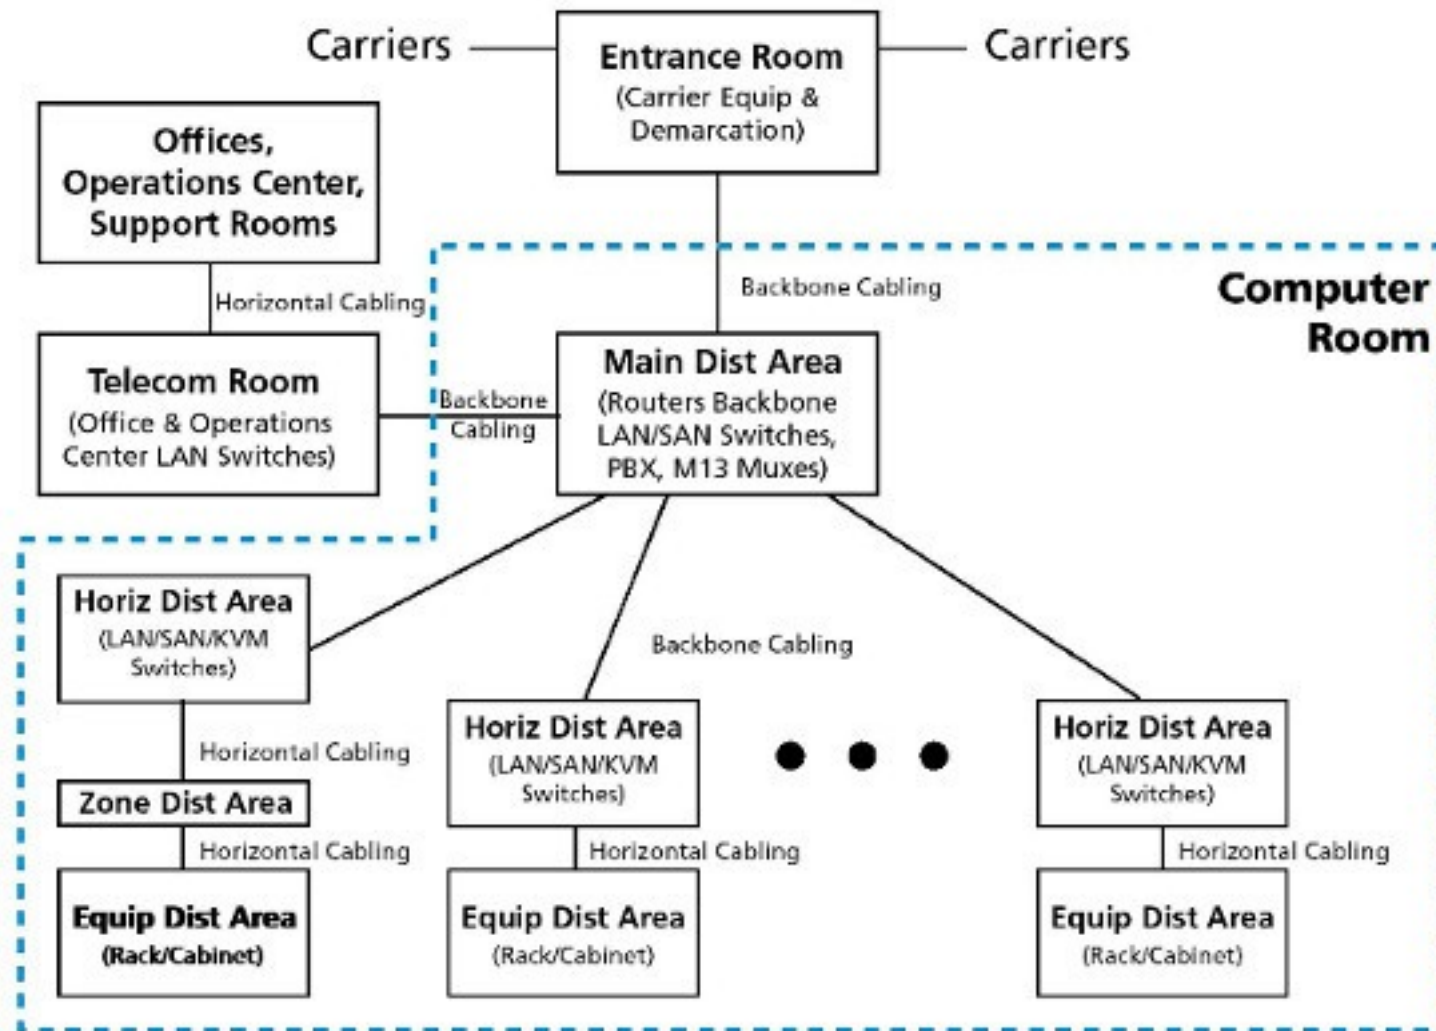 Carriers
Entrance Room
(Carrier Equip &
Demarcation)
Carriers
Offices,
Operations Center,
Support Rooms
Horizontal Cabling
Backbone Cabling
Computer
Room
Telecom Room
(Office & Operations
Center LAN Switches)
Backbone
Cabling
Main Dist Area
(Routers Backbone
LAN/SAN Switches,
PBX, M13 Muxes)
Horiz Dist Area
(LAN/SAN/KVM
Switches)
Backbone Cabling
Horizontal Cabling
Zone Dist Area
Horizontal Cabling
Equip Dist Area
(Rack/Cabinet)
Horiz Dist Area
(LAN/SAN/KVM
Switches)
Horizontal Cabling
Equip Dist Area
(Rack/Cabinet)
Horiz Dist Area
(LAN/SAN/KVM
Switches)
Horizontal Cabling
Equip Dist Area
(Rack/Cabinet)